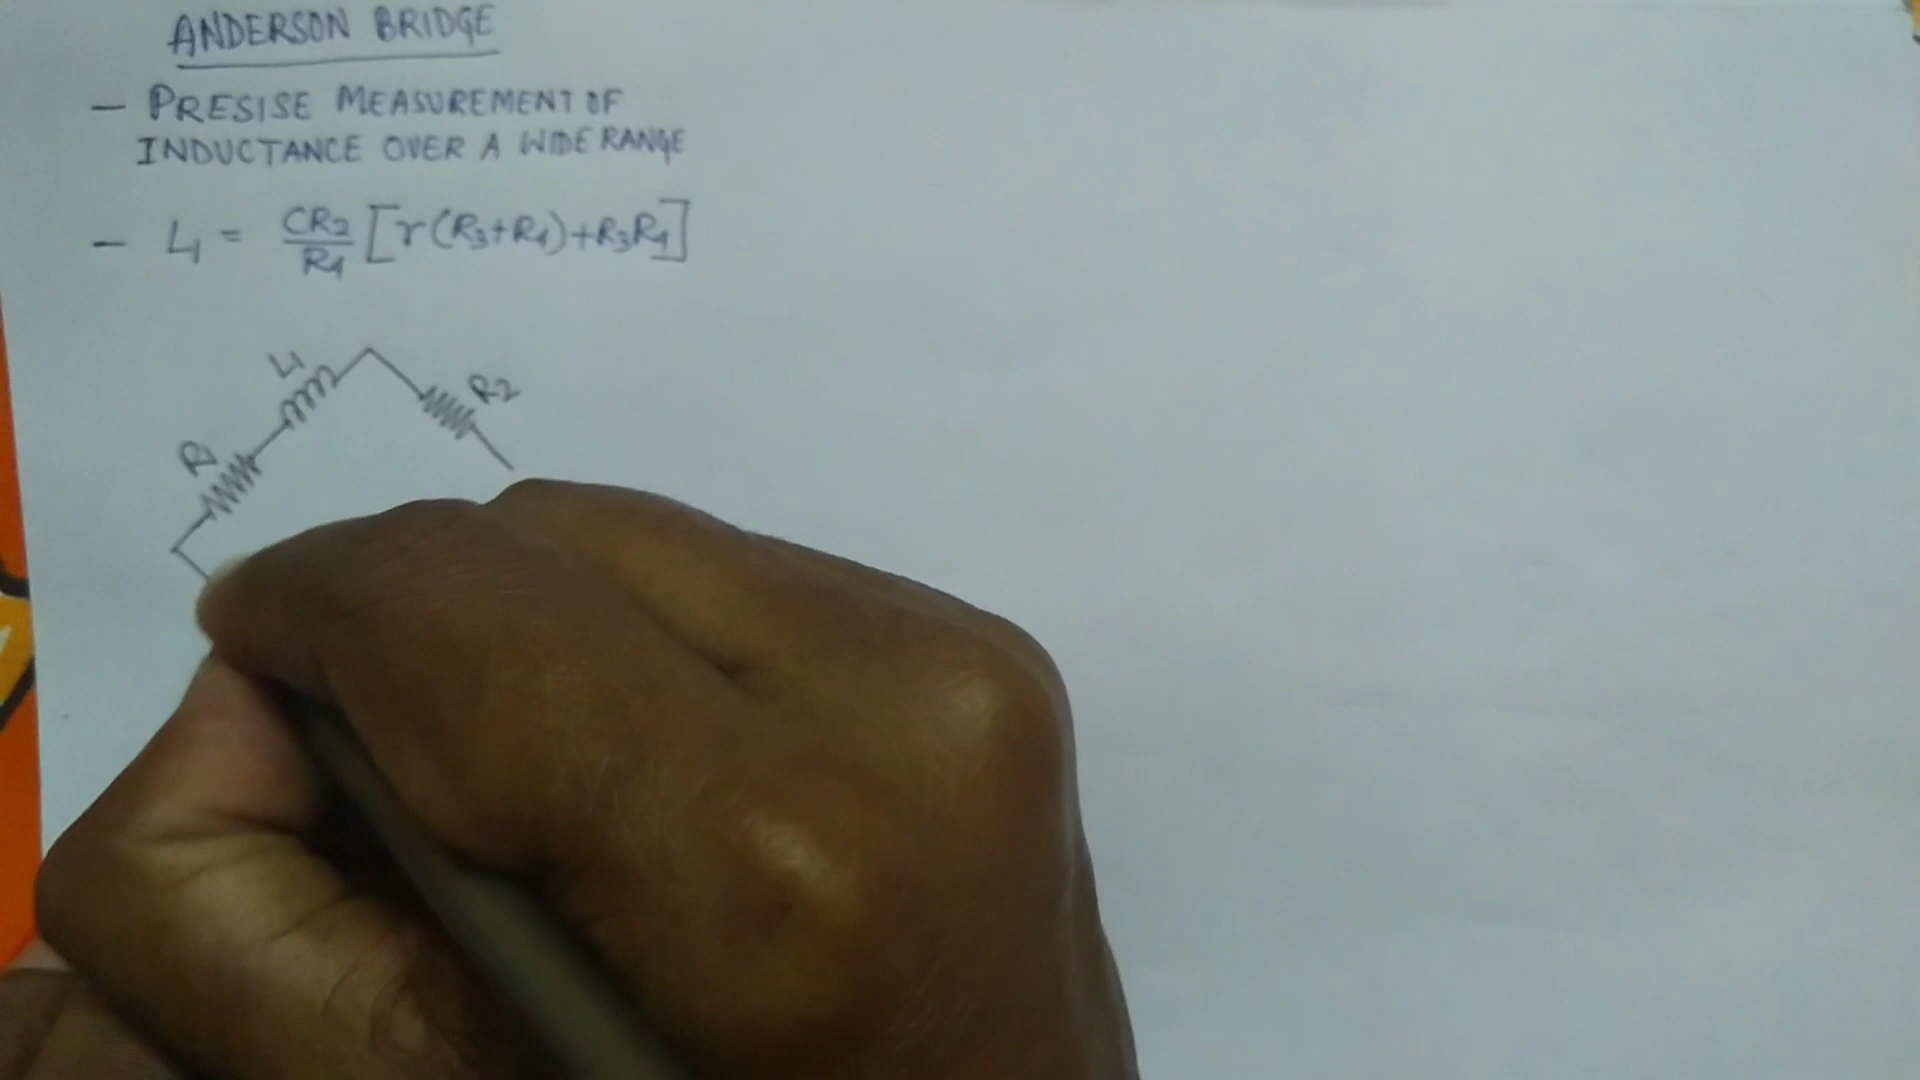 ANDERSON BRIDGE
— PRESISE MEASUREMENT OF
INDUCTANCE OVER A WIDE RANGE
— L1 = CR2/R4 [r(R3+R4)+R3R4]
L1
R2
R1